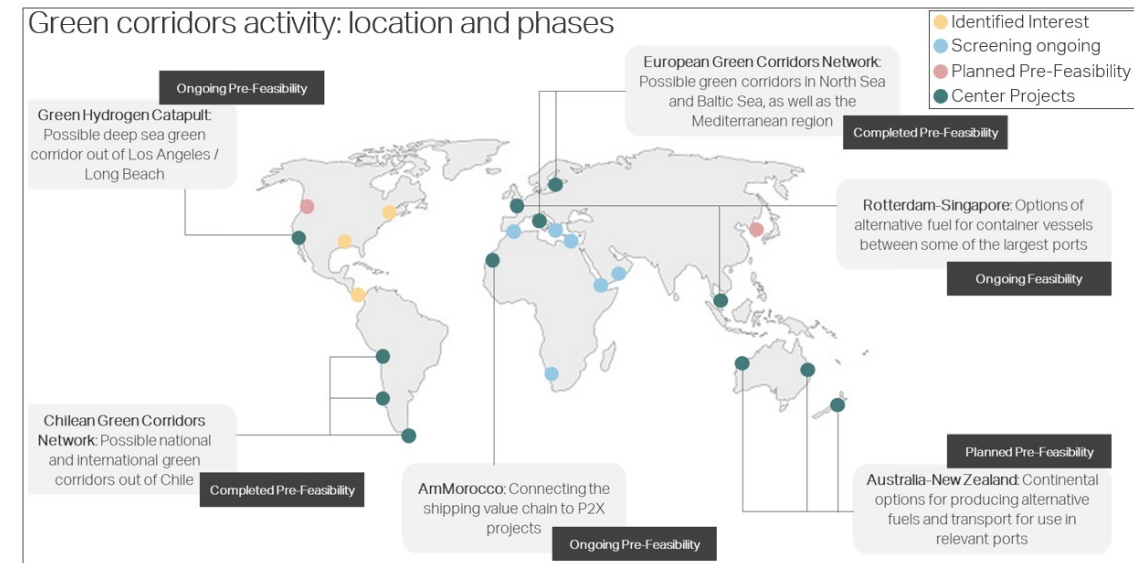 Green corridors activity: location and phases
Identified Interest
Screening ongoing
Planned Pre-Feasibility
Center Projects
Ongoing Pre-Feasibility
Green Hydrogen Catapult:
Possible deep sea green
corridor out of Los Angeles /
Long Beach
European Green Corridors Network:
Possible green corridors in North Sea
and Baltic Sea, as well as the
Mediterranean region
Completed Pre-Feasibility
Rotterdam-Singapore: Options of
alternative fuel for container vessels
between some of the largest ports
Ongoing Feasibility
Chilean Green Corridors
Network: Possible national
and international green
corridors out of Chile
Completed Pre-Feasibility
AmMorocco: Connecting the
shipping value chain to P2X
projects
Ongoing Pre-Feasibility
Planned Pre-Feasibility
Australia-New Zealand: Continental
options for producing alternative
fuels and transport for use in
relevant ports